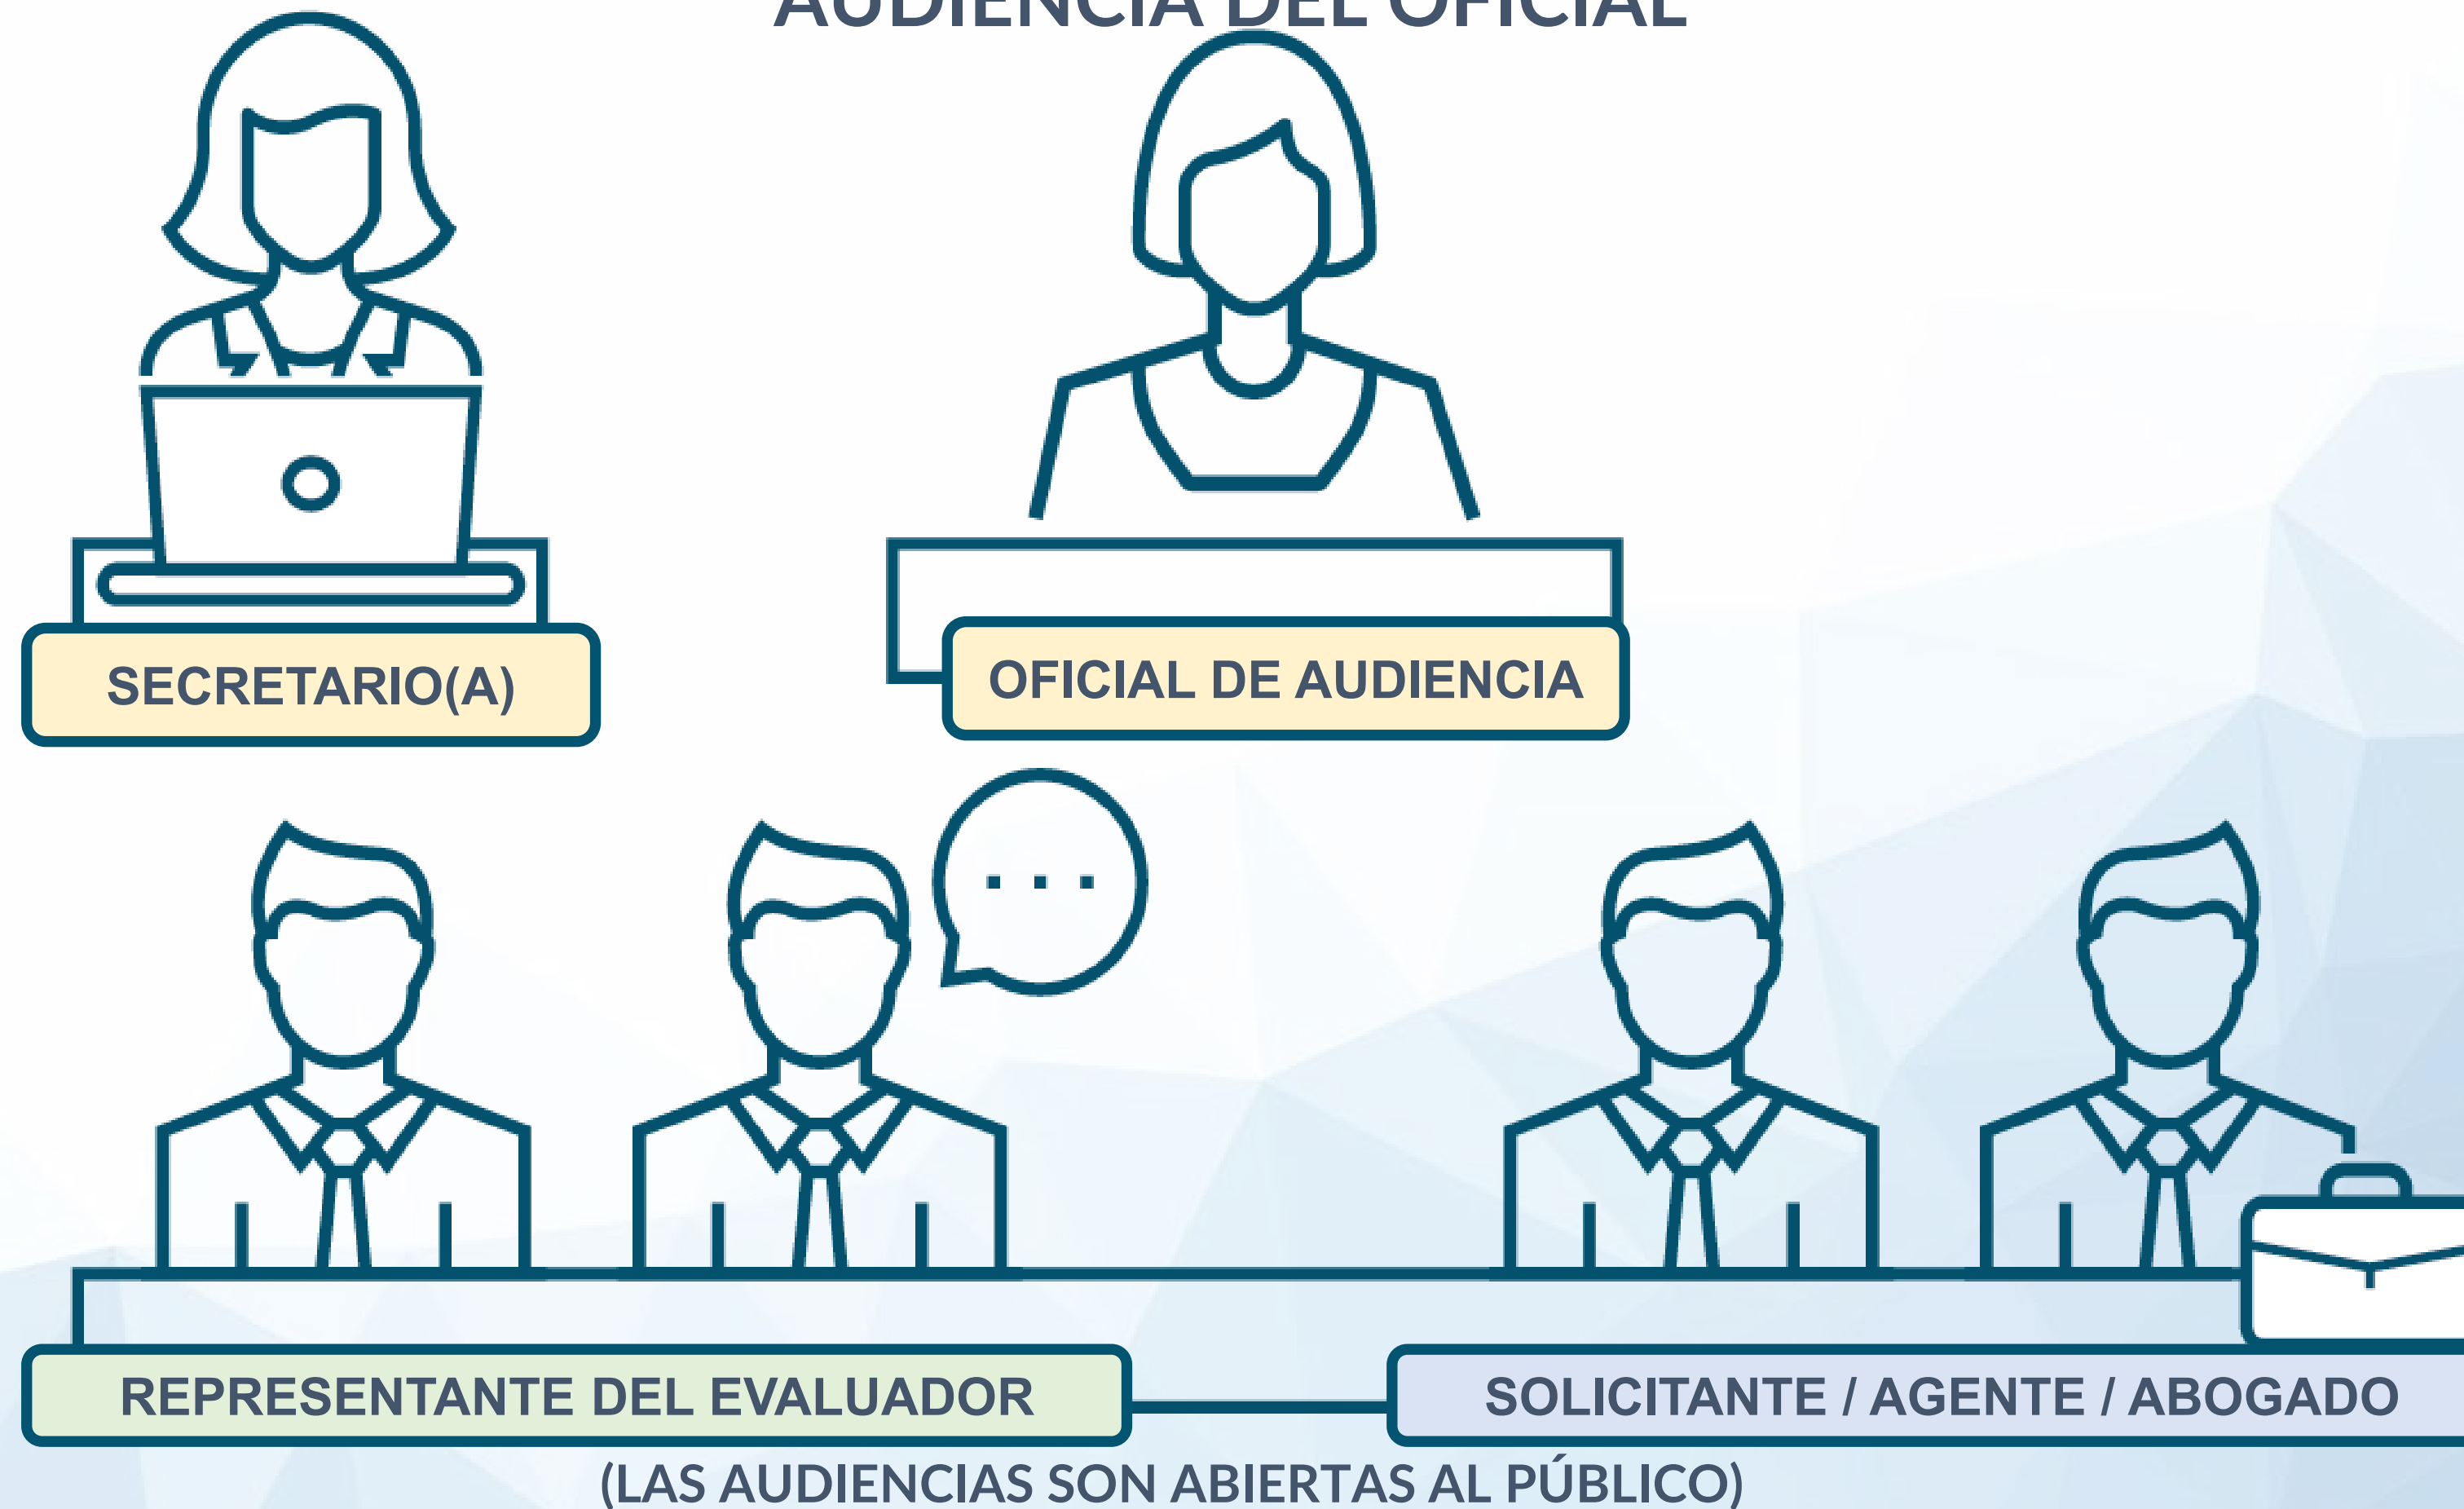 AUDIENCIA DEL OFICIAL
SECRETARIO(A)
OFICIAL DE AUDIENCIA
REPRESENTANTE DEL EVALUADOR
SOLICITANTE / AGENTE / ABOGADO
(LAS AUDIENCIAS SON ABIERTAS AL PÚBLICO)